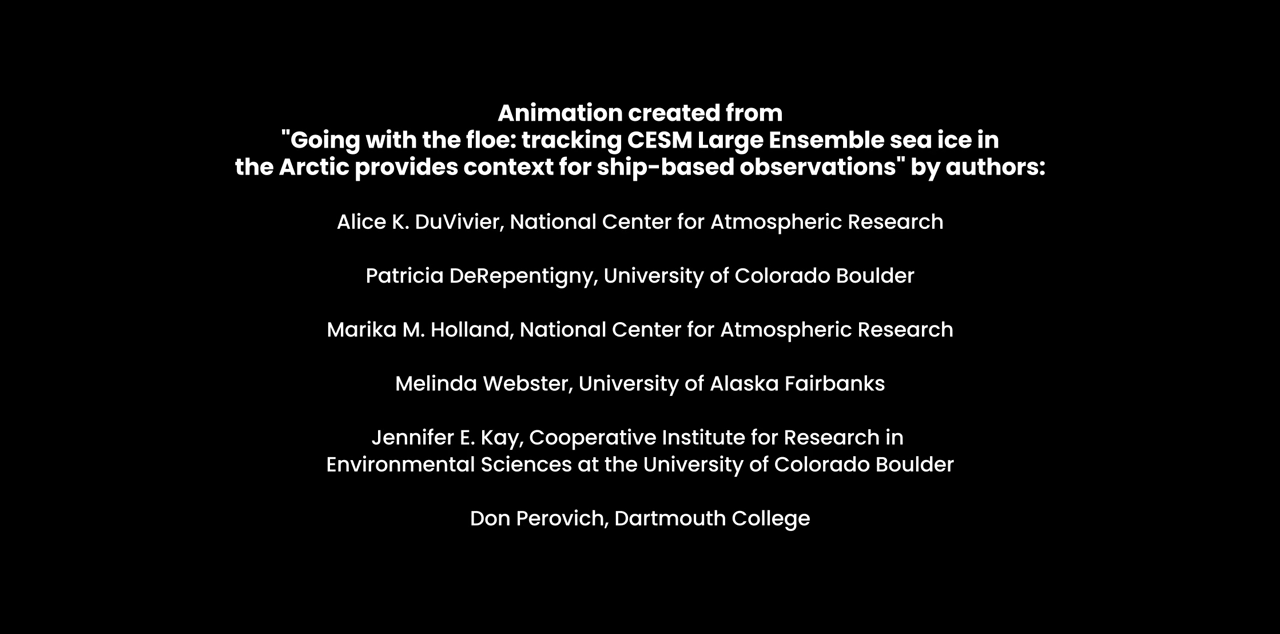 Animation created from
"Going with the floe: tracking CESM Large Ensemble sea ice in
the Arctic provides context for ship-based observations" by authors:
Alice K. DuVivier, National Center for Atmospheric Research
Patricia DeRepentigny, University of Colorado Boulder
Marika M. Holland, National Center for Atmospheric Research
Melinda Webster, University of Alaska Fairbanks
Jennifer E. Kay, Cooperative Institute for Research in
Environmental Sciences at the University of Colorado Boulder
Don Perovich, Dartmouth College